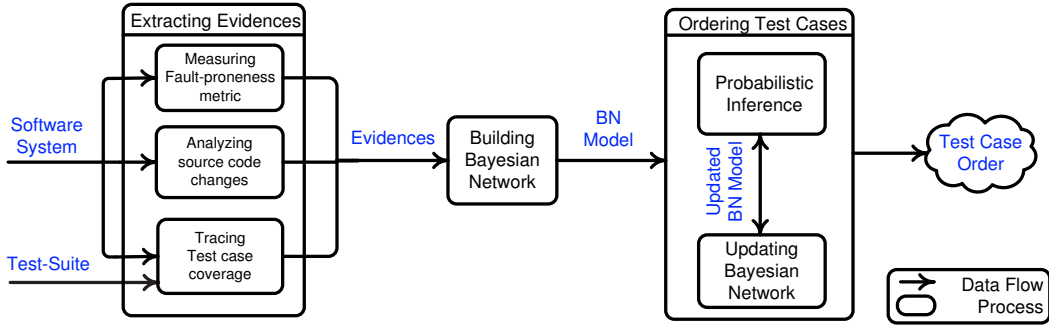 Extracting Evidences
Measuring
Fault-proneness
metric
Software
System
Analyzing
source code
changes
Tracing
Test case
coverage
Test-Suite
Evidences
Building
Bayesian
Network
BN
Model
Ordering Test Cases
Probabilistic
Inference
Updated
BN Model
Updating
Bayesian
Network
Test Case
Order
Data Flow
Process